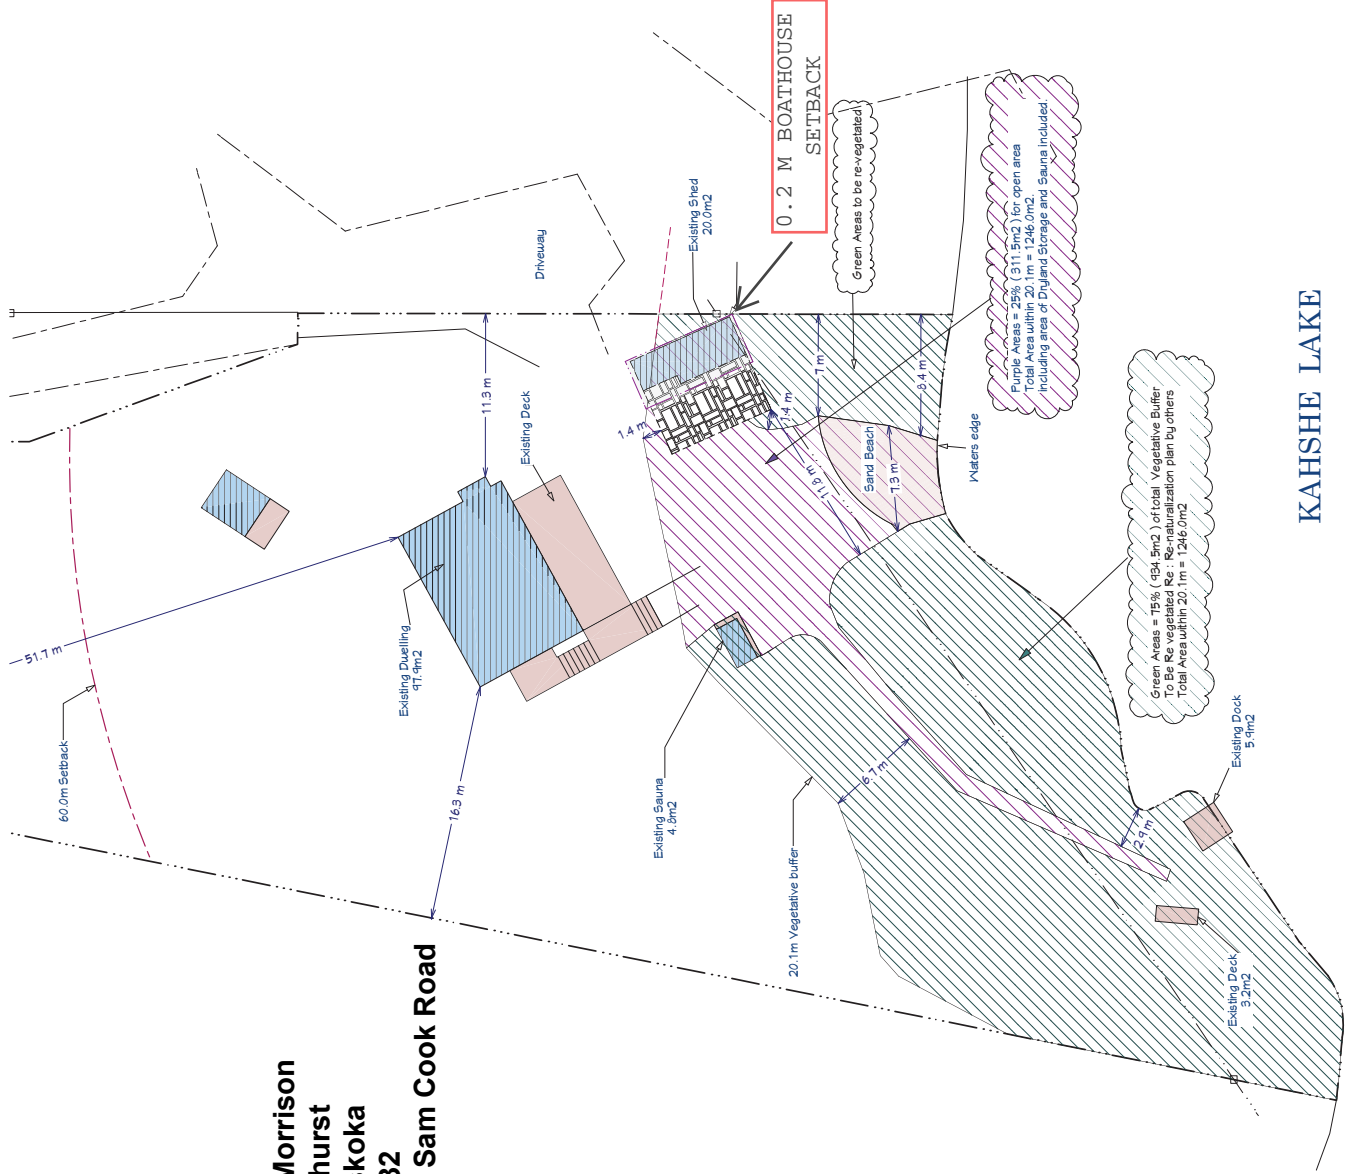 0.2 M BOATHOUSE
SETBACK
Green Areas to be re-vegetated
Purple Areas = 25% ( 311.5m2 ) for open area
Total Area within 20.1m = 1246.0m2.
including area of Dryland Storage and Sauna included.
Existing Shed
20.0m2
Driveway
11.3 m
Existing Deck
1.4 m
1.4 m
7 m
8.4 m
Sand Beach
7.3 m
11.8 m
Waters edge
KAHSHE LAKE
Green Areas = 75% ( 934.5m2 ) of total Vegetative Buffer
To Be Re vegetated Re : Re-naturalization plan by others
Total Area within 20.1m = 1246.0m2
51.7 m
60.0m Setback
Existing Dwelling
97.9m2
16.3 m
Existing Sauna
4.8m2
6.7 m
20.1m Vegetative buffer
2.9 m
Existing Dock
5.9m2
Existing Deck
3.2m2
Morrison
hurst
skoka
32
Sam Cook Road